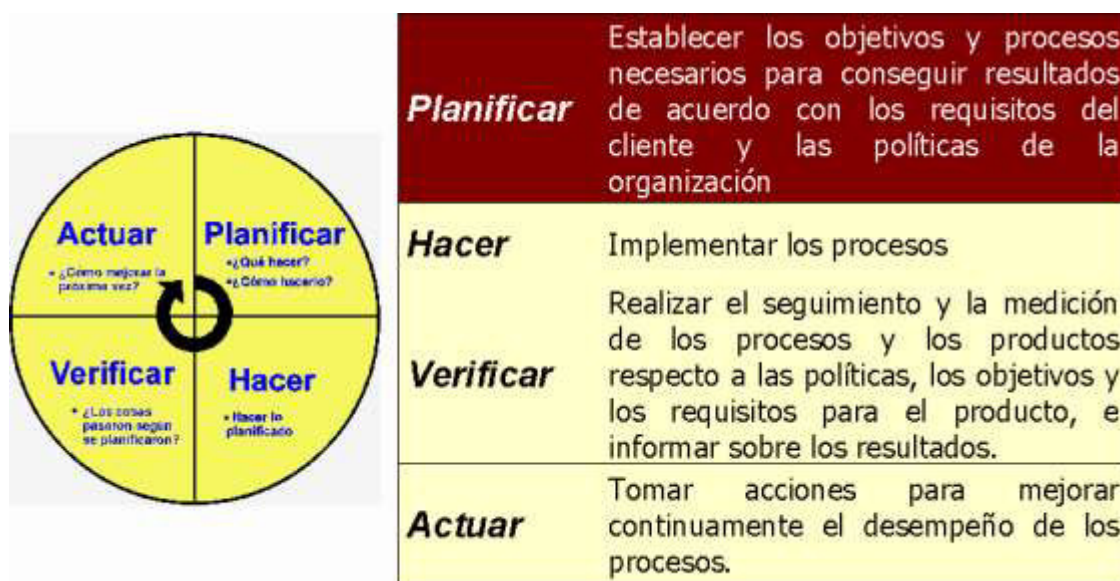 Actuar
• ¿Cómo mejorar la
próxima vez?
Planificar
•¿Qué hacer?
•¿Cómo hacerlo?
Verificar
• ¿Las cosas
pasaron según
se planificaron?
Hacer
• Hacer lo
planificado
Planificar
Establecer los objetivos y procesos
necesarios para conseguir resultados
de acuerdo con los requisitos del
cliente y las políticas de la
organización
Hacer
Implementar los procesos
Verificar
Realizar el seguimiento y la medición
de los procesos y los productos
respecto a las políticas, los objetivos y
los requisitos para el producto, e
informar sobre los resultados.
Actuar
Tomar acciones para mejorar
continuamente el desempeño de los
procesos.